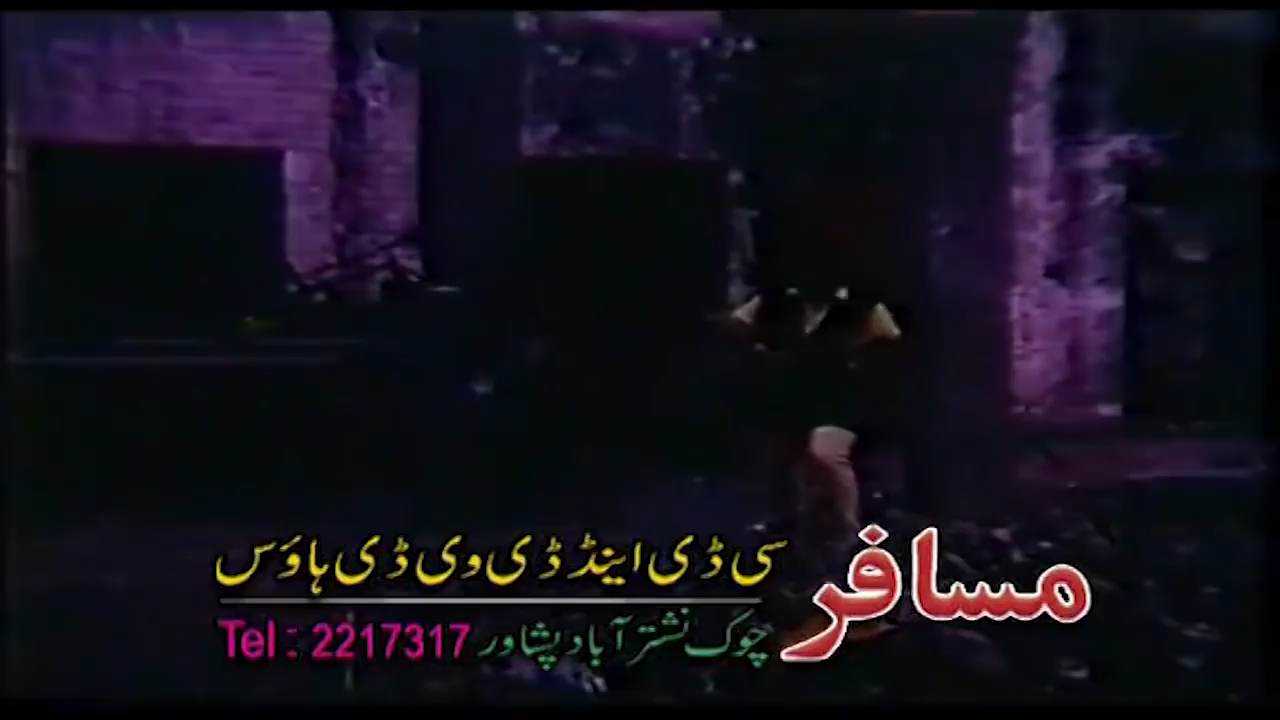 مسافر
سی ڈی اینڈ ڈی وی ڈی ہاؤس
چوک نشتر آباد پشاور Tel : 2217317